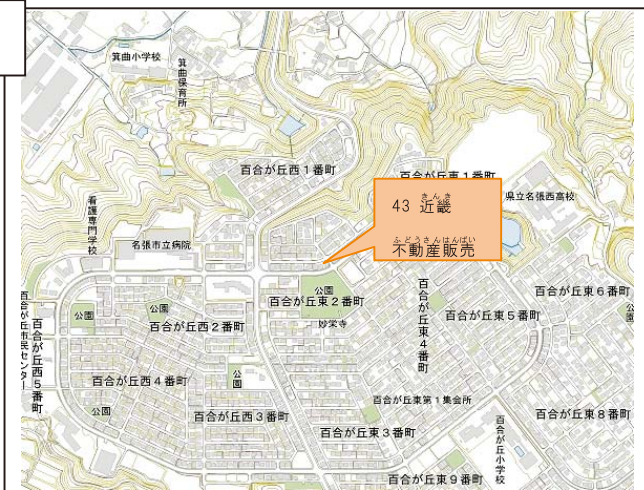 箕曲小学校
箕曲保育所
百合が丘西1番町
百合が丘東1番町
43 近畿
きんき
不動産販売
ふどうさんはんばい
県立名張西高校
看護専門学校
名張市立病院
公園
百合が丘東2番町
妙栄寺
百合が丘東4番町
百合が丘東5番町
百合が丘東6番町
公園
公園
百合が丘西2番町
百合が丘市民センター
百合が丘西5番町
百合が丘西4番町
公園
公園
百合が丘西3番町
百合が丘東第1集会所
百合が丘東3番町
百合が丘東8番町
百合が丘小学校
百合が丘東9番町